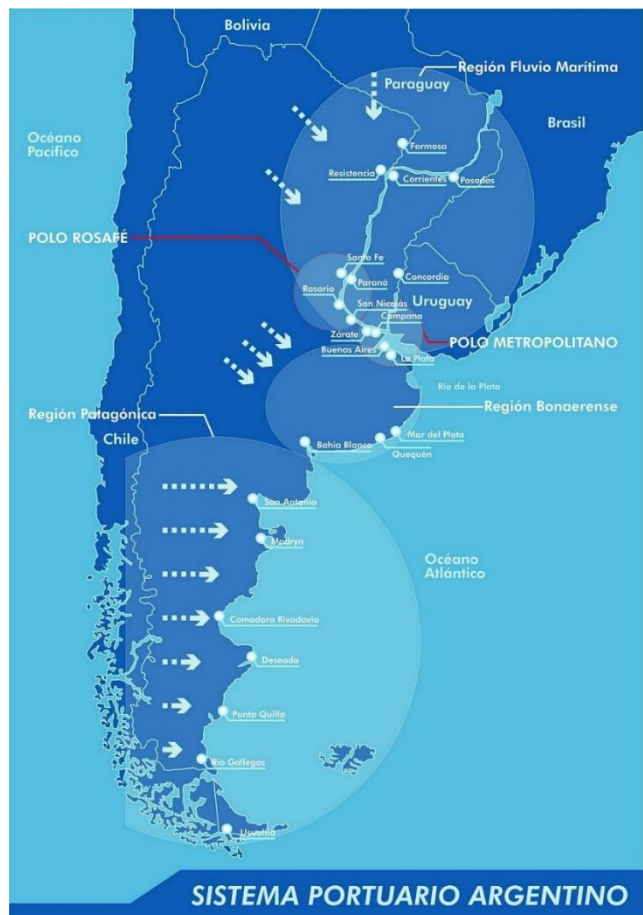 Bolivia
Región Fluvio Marítima
Paraguay
Brasil
Océano
Pacífico
Formosa
Resistencia
Corrientes
Posadas
POLO ROSAFÉ
Santa Fe
Paraná
Concordia
Rosario
San Nicolás
Uruguay
Campana
Zárate
POLO METROPOLITANO
Buenos Aires
La Plata
Río de la Plata
Región Patagónica
Región Bonaerense
Chile
Mar del Plata
Bahía Blanca
Quequén
San Antonio
Madryn
Océano
Atlántico
Comodoro Rivadavia
Deseado
Punta Quilla
Río Gallegos
Usuahia
SISTEMA PORTUARIO ARGENTINO